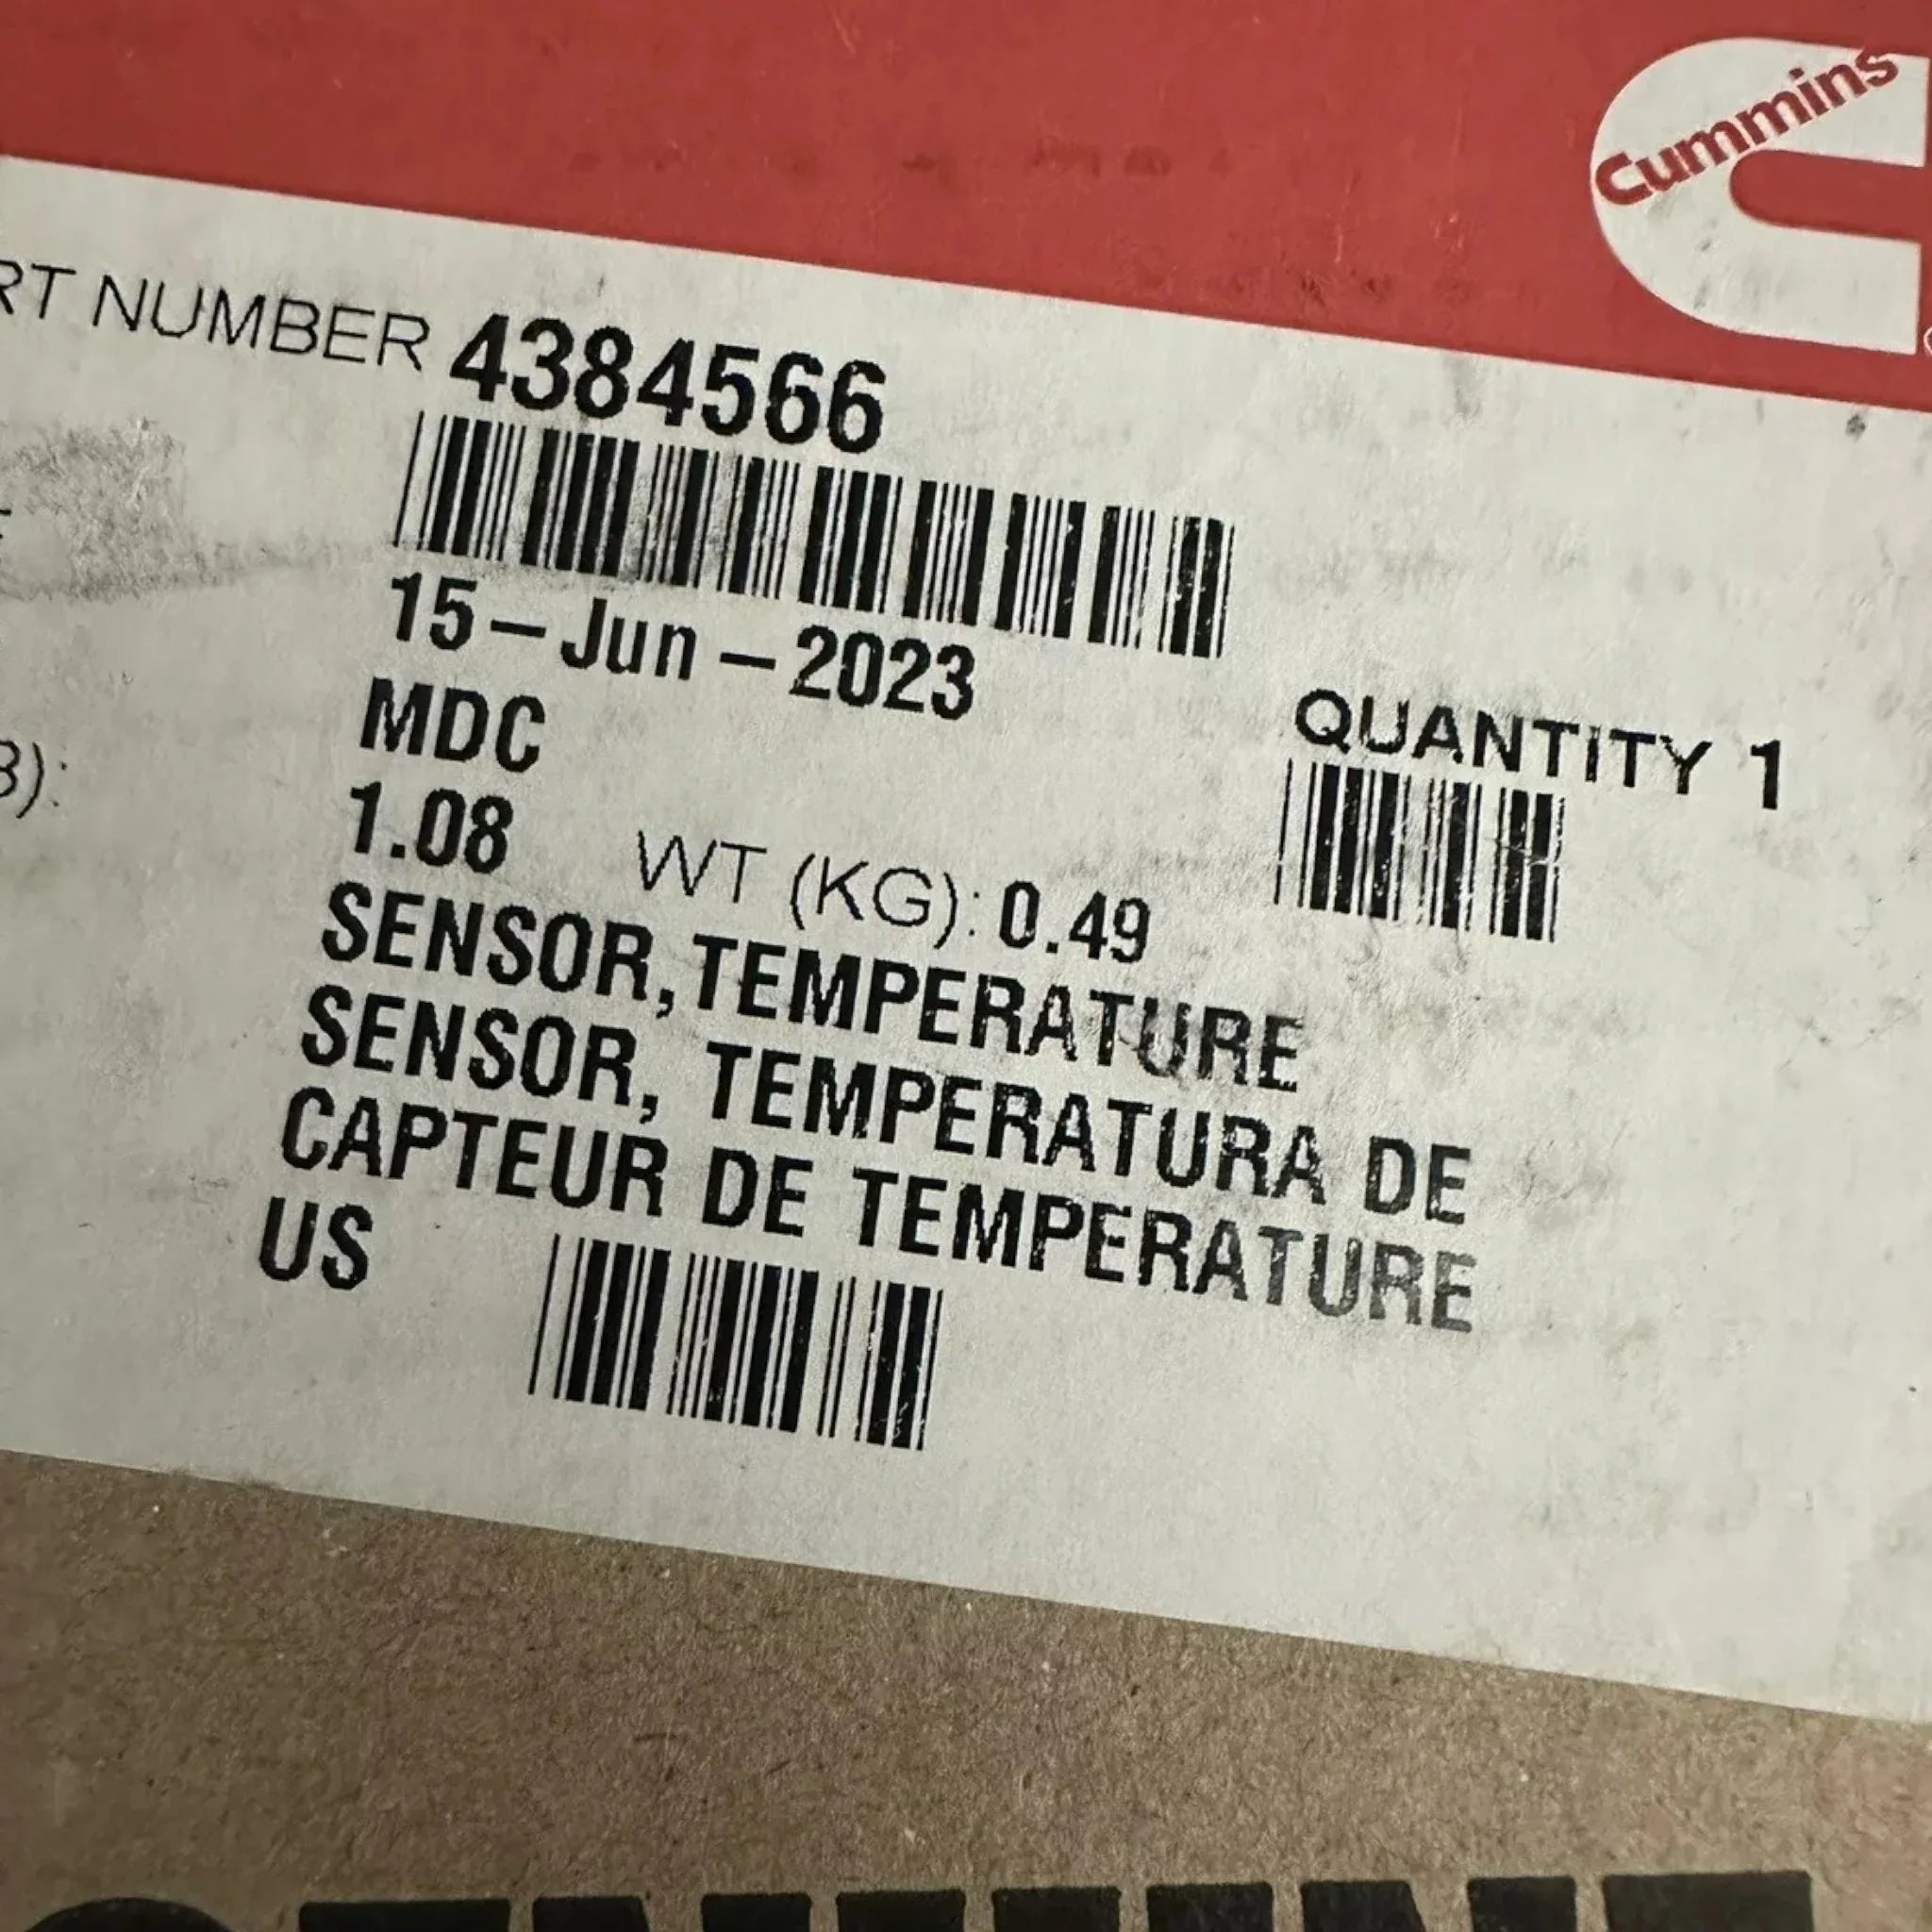 Cummins
RT NUMBER 4384566
15-Jun-2023
MDC
QUANTITY 1
B):
1.08 WT (KG): 0.49
SENSOR,TEMPERATURE
SENSOR, TEMPERATURA DE
CAPTEUR DE TEMPERATURE
US